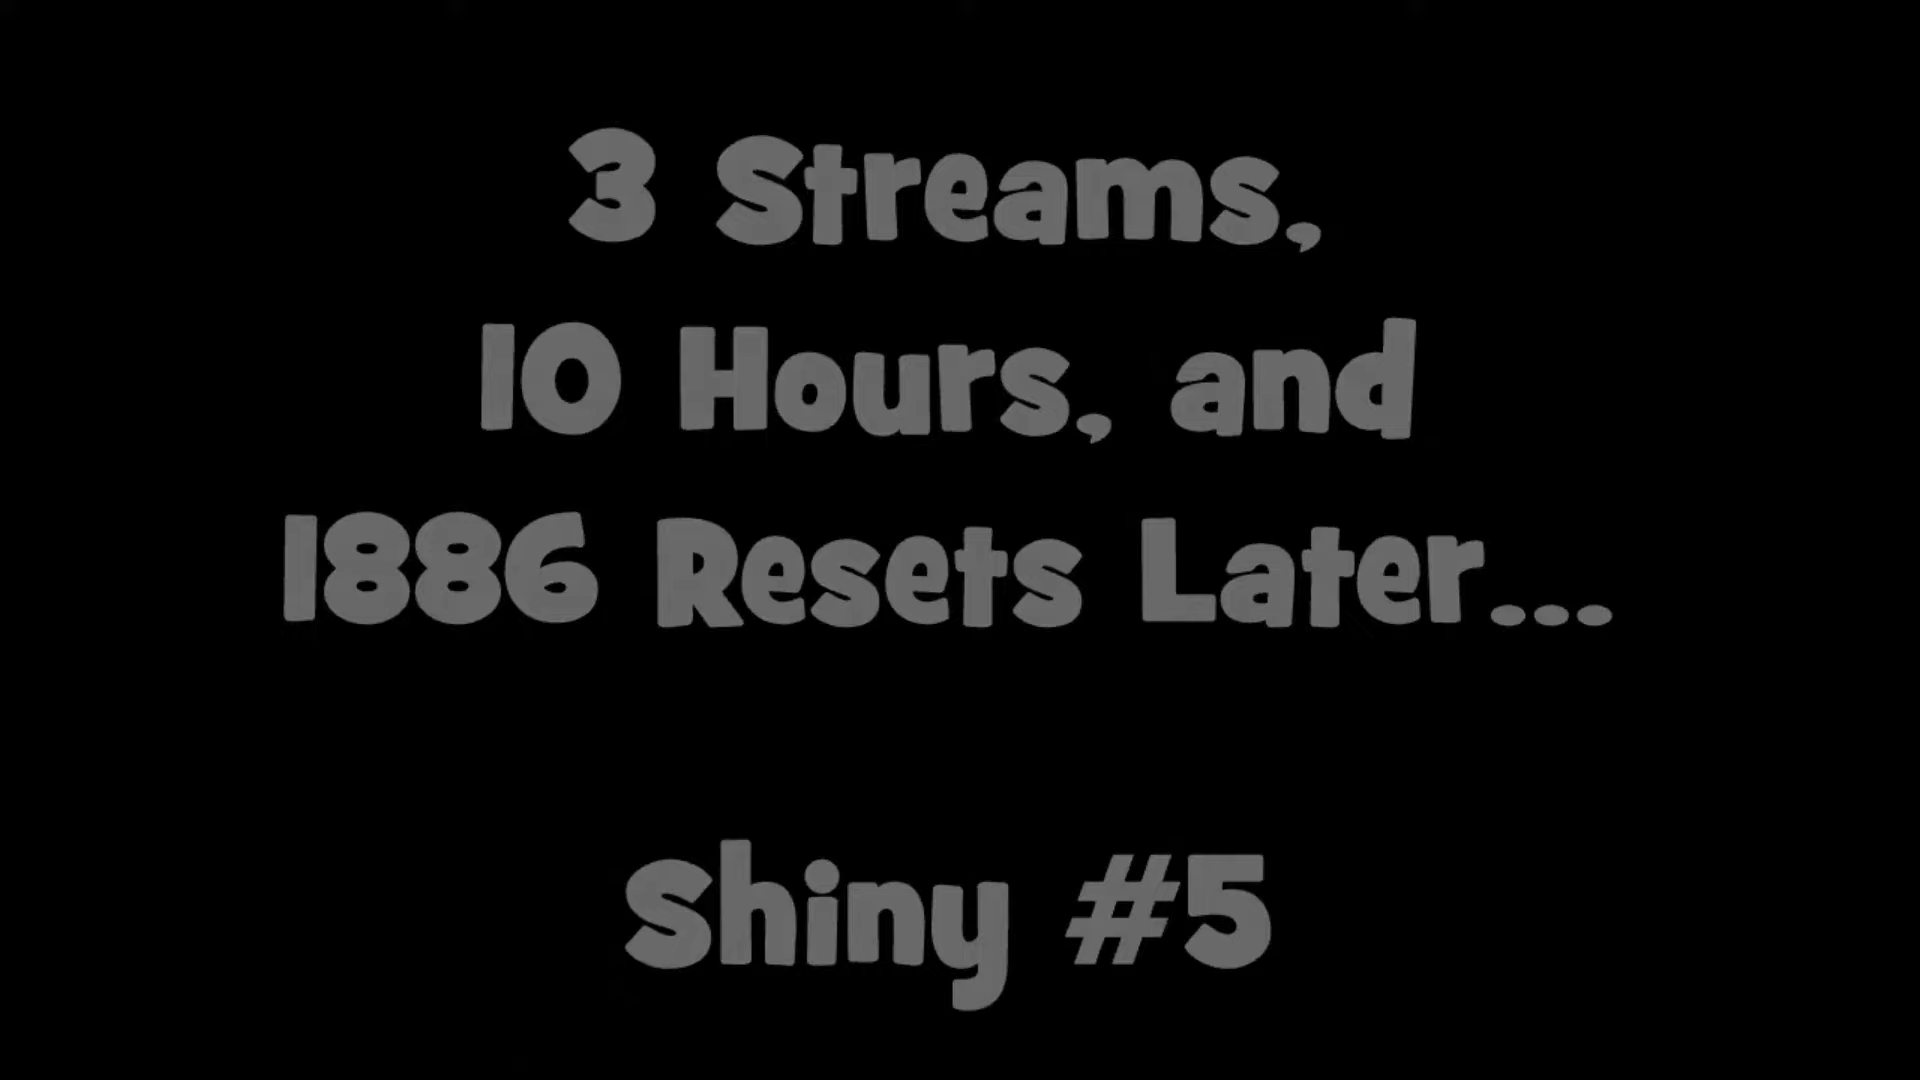 3 Streams,
10 Hours, and
1886 Resets Later...
Shiny #5